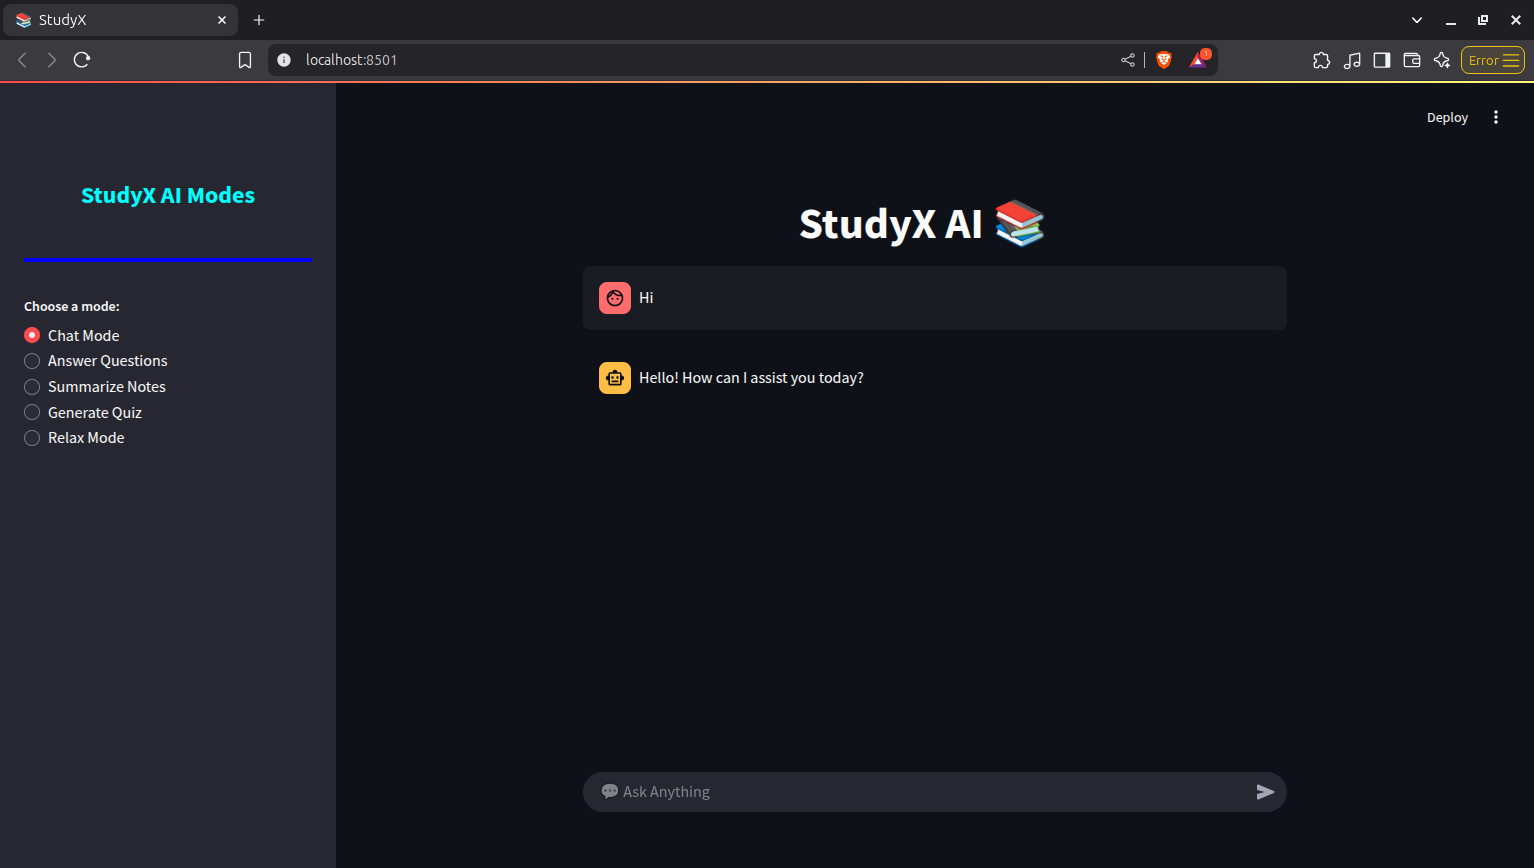 StudyX
localhost:8501
1
Error
Deploy
StudyX AI Modes
Choose a mode:
Chat Mode
Answer Questions
Summarize Notes
Generate Quiz
Relax Mode
StudyX AI 📚
Hi
Hello! How can I assist you today?
💬 Ask Anything